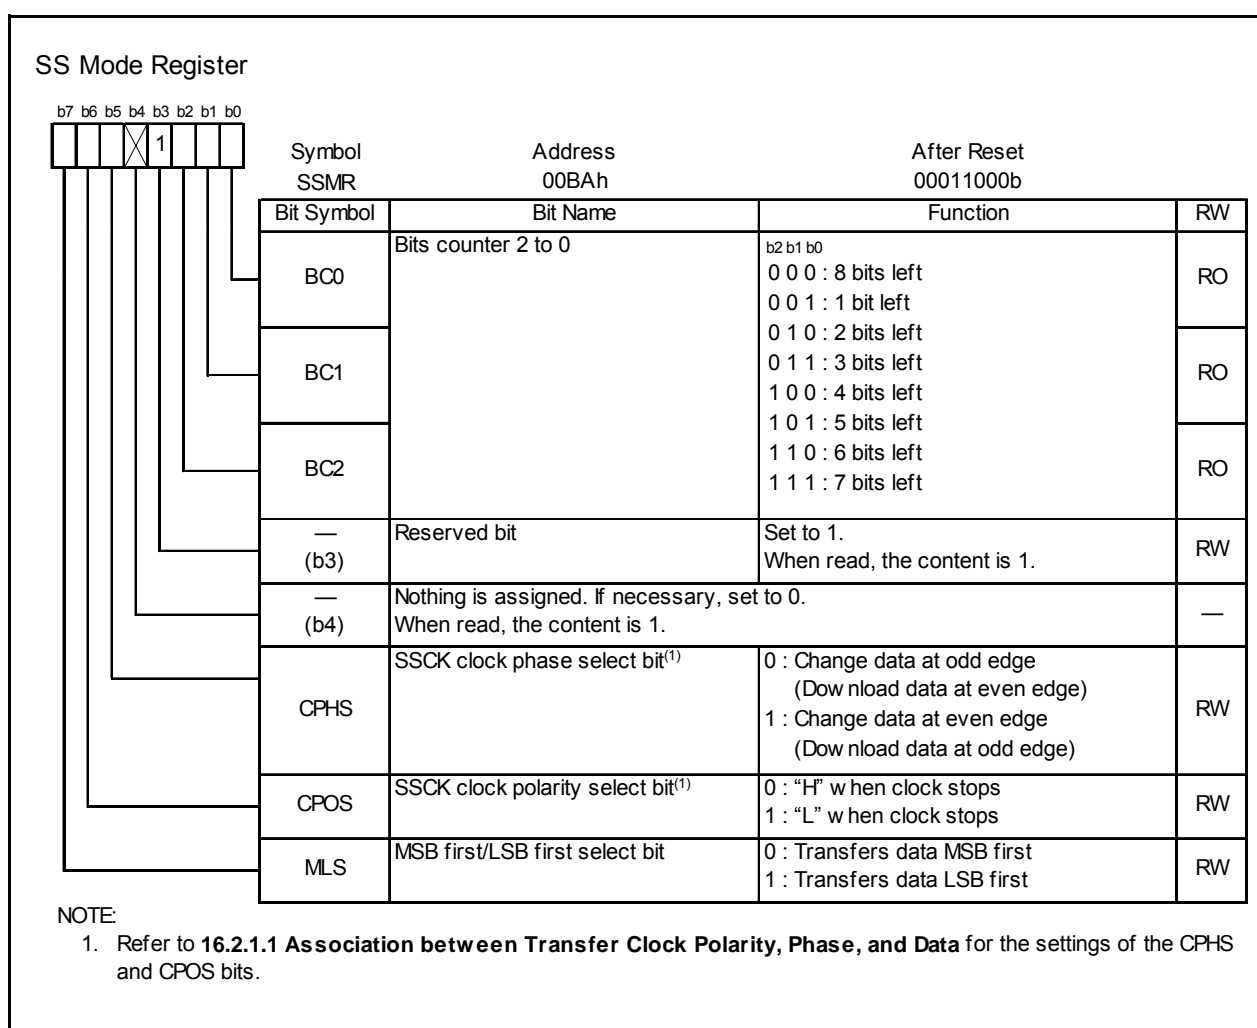 SS Mode Register
b7 b6 b5 b4 b3 b2 b1 b0
1
Symbol Address After Reset
SSMR 00BAh 00011000b
Bit Symbol Bit Name Function RW
BC0 Bits counter 2 to 0 b2 b1 b0 RO
0 0 0 : 8 bits left
0 0 1 : 1 bit left
0 1 0 : 2 bits left
BC1 0 1 1 : 3 bits left RO
1 0 0 : 4 bits left
1 0 1 : 5 bits left
BC2 1 1 0 : 6 bits left RO
1 1 1 : 7 bits left
— Reserved bit Set to 1. RW
(b3) When read, the content is 1.
— Nothing is assigned. If necessary, set to 0. —
(b4) When read, the content is 1.
CPHS SSCK clock phase select bit(1) 0 : Change data at odd edge RW
(Dow nload data at even edge)
1 : Change data at even edge
(Dow nload data at odd edge)
CPOS SSCK clock polarity select bit(1) 0 : “H” w hen clock stops RW
1 : “L” w hen clock stops
MLS MSB first/LSB first select bit 0 : Transfers data MSB first RW
1 : Transfers data LSB first
NOTE:
1. Refer to 16.2.1.1 Association between Transfer Clock Polarity, Phase, and Data for the settings of the CPHS
and CPOS bits.